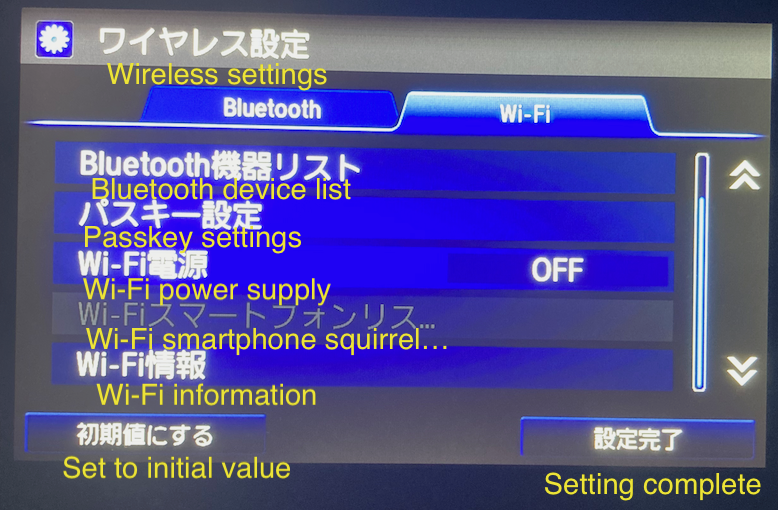 ワイヤレス設定
Wireless settings
Bluetooth
Wi-Fi
Bluetooth機器リスト
Bluetooth device list
パスキー設定
Passkey settings
Wi-Fi電源
OFF
Wi-Fi power supply
Wi-Fiスマートフォンリス...
Wi-Fi smartphone squirrel...
Wi-Fi情報
Wi-Fi information
初期値にする
設定完了
Set to initial value
Setting complete